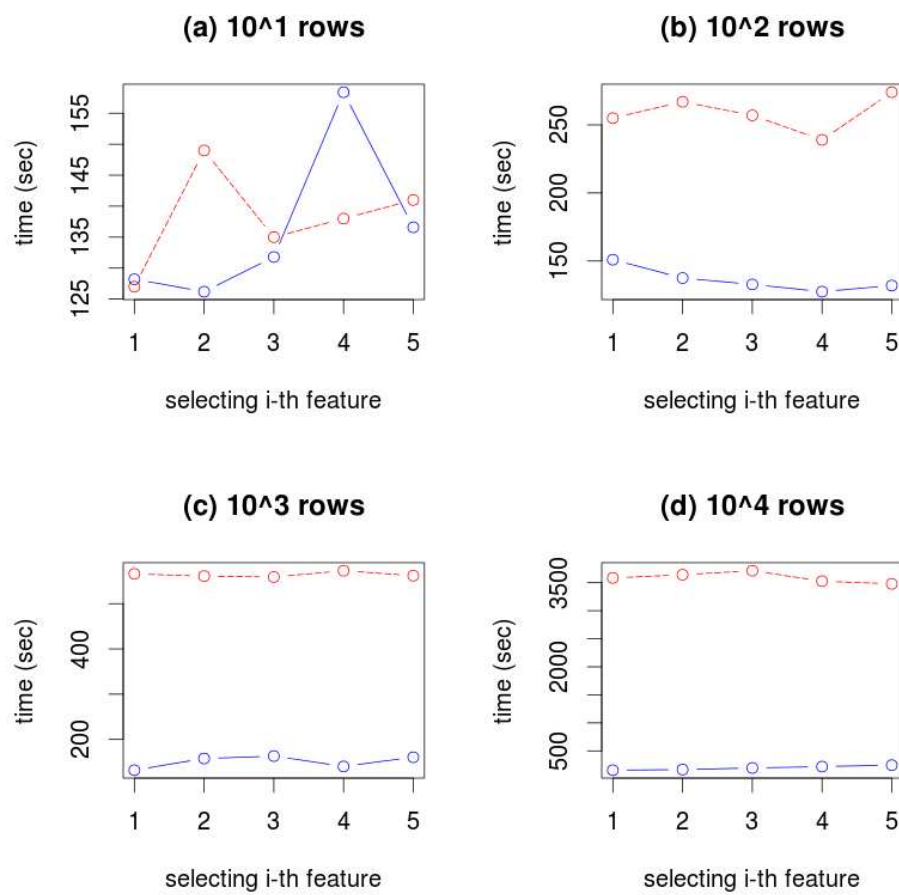 (a) 10^1 rows
time (sec)
125 135 145 155
1 2 3 4 5
selecting i-th feature
(b) 10^2 rows
time (sec)
150 200 250
1 2 3 4 5
selecting i-th feature
(c) 10^3 rows
time (sec)
200 400
1 2 3 4 5
selecting i-th feature
(d) 10^4 rows
time (sec)
500 2000 3500
1 2 3 4 5
selecting i-th feature